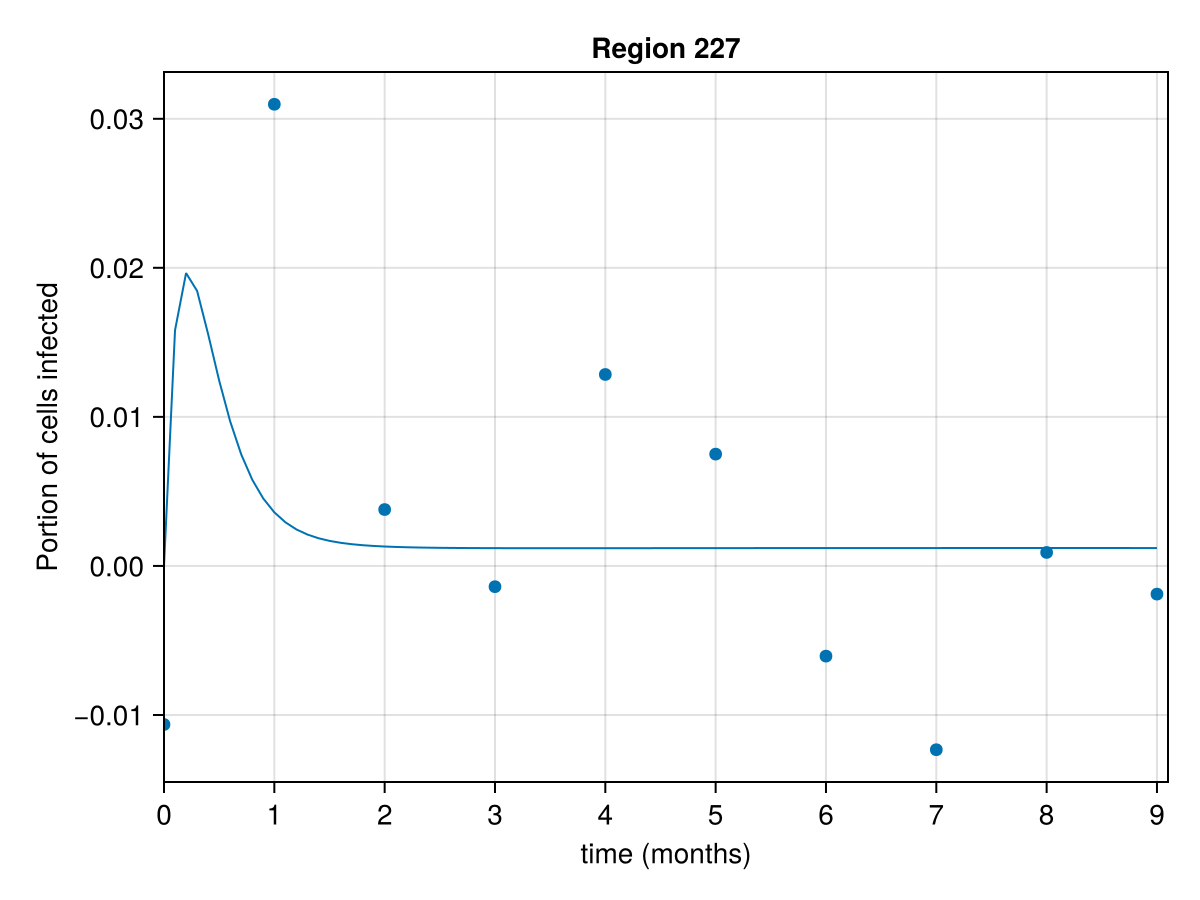 Region 227
Portion of cells infected
0.03
0.02
0.01
0.00
−0.01
0 1 2 3 4 5 6 7 8 9
time (months)